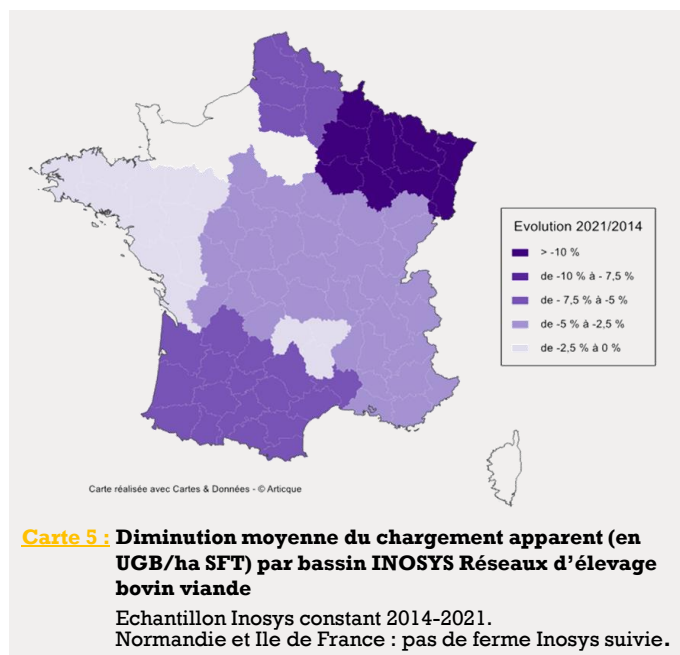 Evolution 2021/2014
> -10 %
de -10 % à - 7,5 %
de - 7,5 % à -5 %
de -5 % à -2,5 %
de -2,5 % à 0 %
Carte réalisée avec Cartes & Données - © Articque
Carte 5 : Diminution moyenne du chargement apparent (en
UGB/ha SFT) par bassin INOSYS Réseaux d’élevage
bovin viande
Echantillon Inosys constant 2014-2021.
Normandie et Ile de France : pas de ferme Inosys suivie.